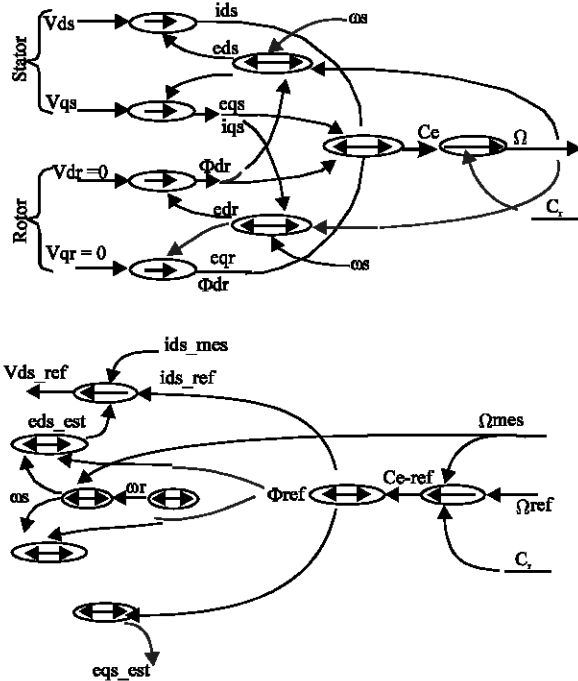 ids
ωs
Vds
eds
Stator
Vqs
eqs
iqs
Ce
Ω
Vdr =0
Φdr
edr
Rotor
Cr
Vqr = 0
eqr
ωs
Φdr
ids_mes
Vds_ref
ids_ref
eds_est
Ωmes
ωs
ωr
Φref
Ce-ref
Ωref
Cr
eqs_est